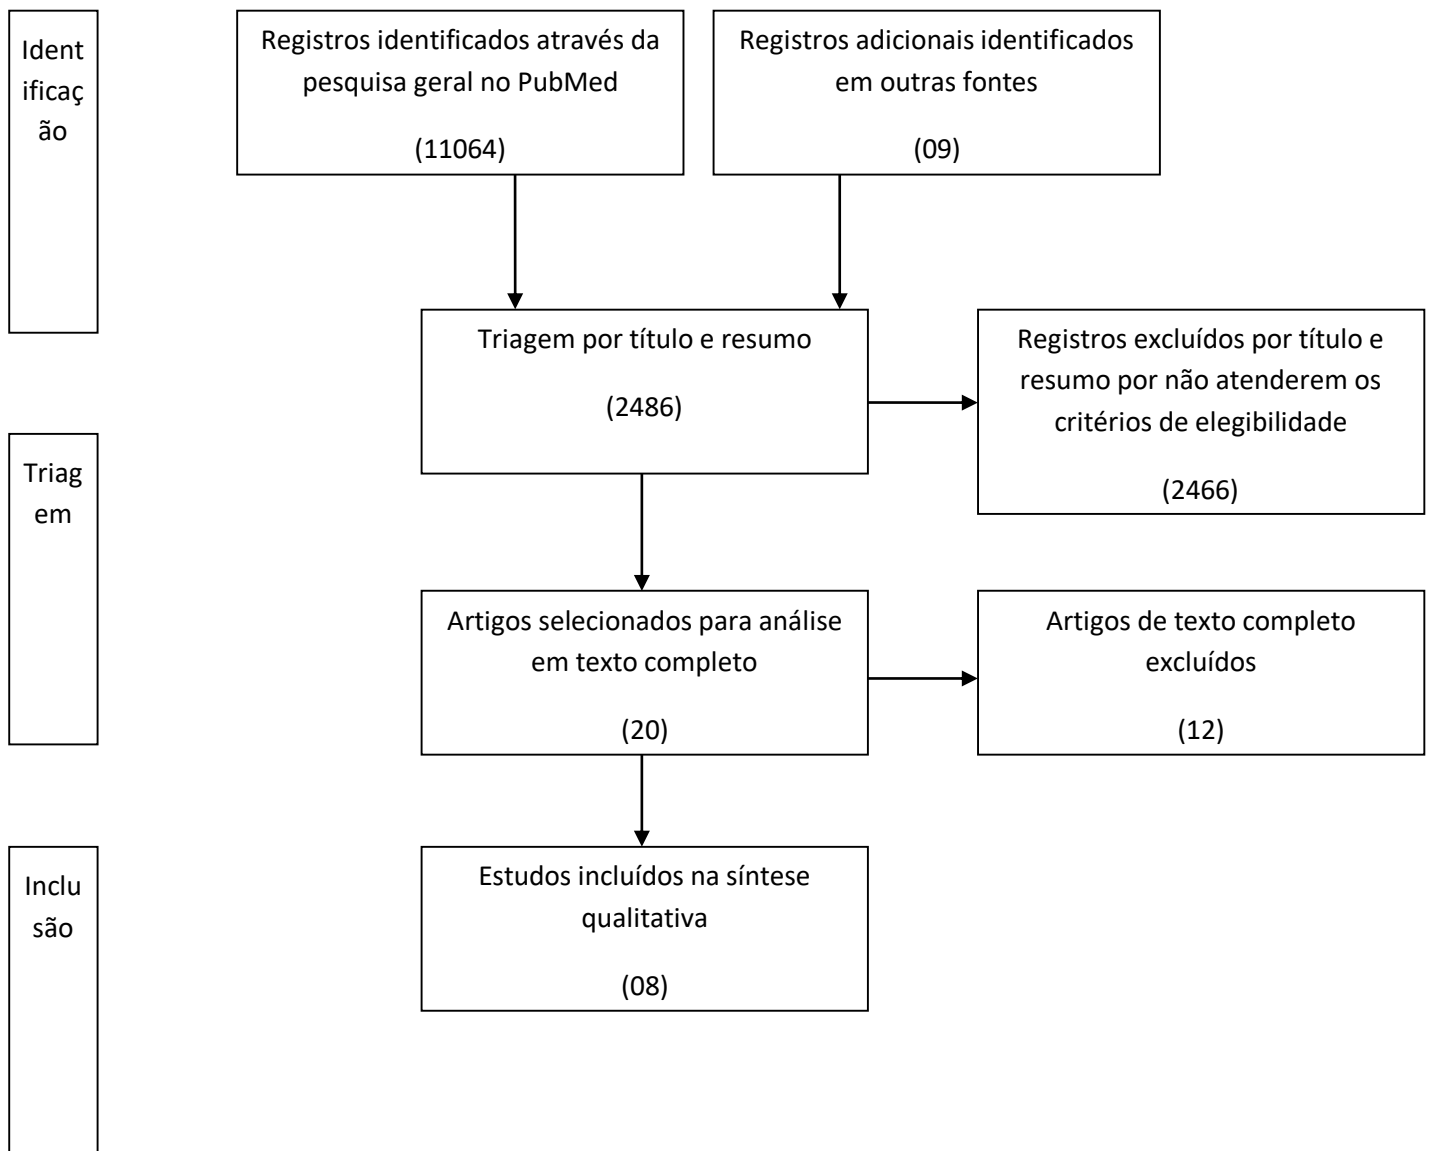 Ident
ificaç
ão
Registros identificados através da
pesquisa geral no PubMed
(11064)
Registros adicionais identificados
em outras fontes
(09)
Triagem por título e resumo
(2486)
Registros excluídos por título e
resumo por não atenderem os
critérios de elegibilidade
(2466)
Triag
em
Artigos selecionados para análise
em texto completo
(20)
Artigos de texto completo
excluídos
(12)
Inclu
são
Estudos incluídos na síntese
qualitativa
(08)